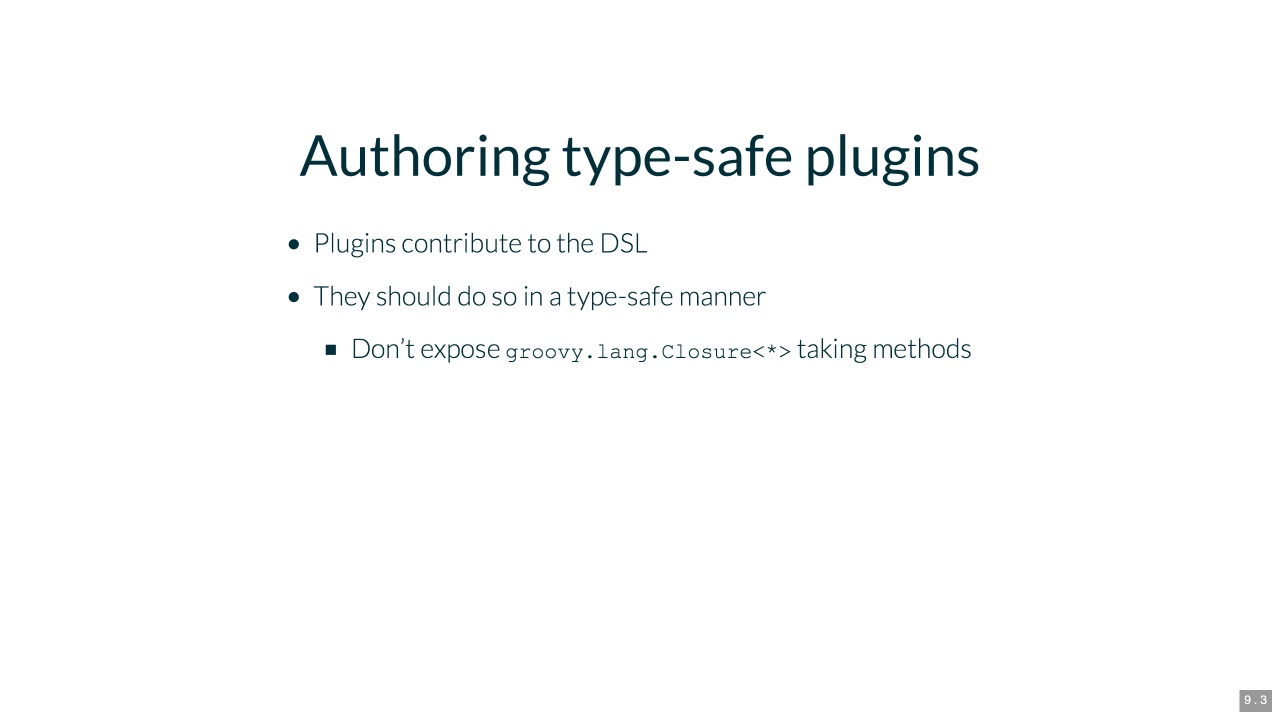 Authoring type-safe plugins
• Plugins contribute to the DSL
• They should do so in a type-safe manner
▪ Don’t expose groovy.lang.Closure<*> taking methods
9.3